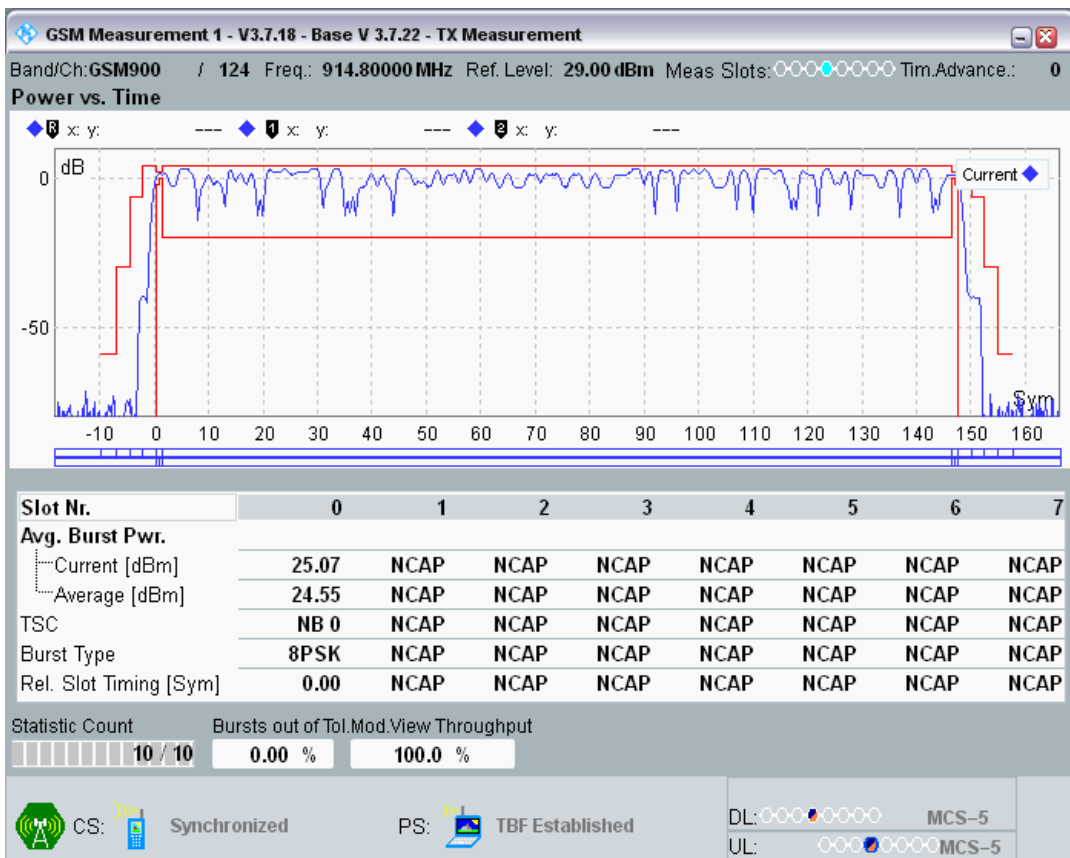 GSM Measurement 1 - V3.7.18 - Base V 3.7.22 - TX Measurement
Band/Ch:GSM900 / 124 Freq.: 914.80000 MHz Ref. Level: 29.00 dBm Meas Slots: Tim.Advance.: 0
Power vs. Time
R x: y: --- 1 x: y: --- 2 x: y: ---
dB
Current
0
-50
Sym
-10 0 10 20 30 40 50 60 70 80 90 100 110 120 130 140 150 160
Slot Nr. 0 1 2 3 4 5 6 7
Avg. Burst Pwr.
Current [dBm] 25.07 NCAP NCAP NCAP NCAP NCAP NCAP NCAP
Average [dBm] 24.55 NCAP NCAP NCAP NCAP NCAP NCAP NCAP
TSC NB 0 NCAP NCAP NCAP NCAP NCAP NCAP NCAP
Burst Type 8PSK NCAP NCAP NCAP NCAP NCAP NCAP NCAP
Rel. Slot Timing [Sym] 0.00 NCAP NCAP NCAP NCAP NCAP NCAP NCAP
Statistic Count Bursts out of Tol.Mod.View Throughput
10 / 10 0.00 % 100.0 %
CS: Synchronized PS: TBF Established DL: MCS-5
UL: MCS-5